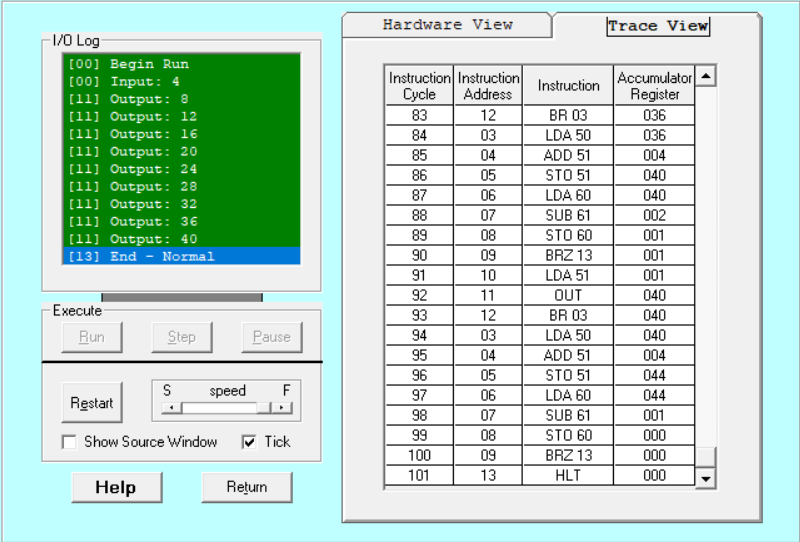 Hardware View
Trace View
I/O Log
[00] Begin Run
[00] Input: 4
[11] Output: 8
[11] Output: 12
[11] Output: 16
[11] Output: 20
[11] Output: 24
[11] Output: 28
[11] Output: 32
[11] Output: 36
[11] Output: 40
[13] End - Normal
Execute
Run Step Pause
Restart
S speed F
Show Source Window Tick
Help Return
Instruction Cycle Instruction Address Instruction Accumulator Register
83 12 BR 03 036
84 03 LDA 50 036
85 04 ADD 51 004
86 05 STO 51 040
87 06 LDA 60 040
88 07 SUB 61 002
89 08 STO 60 001
90 09 BRZ 13 001
91 10 LDA 51 001
92 11 OUT 040
93 12 BR 03 040
94 03 LDA 50 040
95 04 ADD 51 004
96 05 STO 51 044
97 06 LDA 60 044
98 07 SUB 61 001
99 08 STO 60 000
100 09 BRZ 13 000
101 13 HLT 000